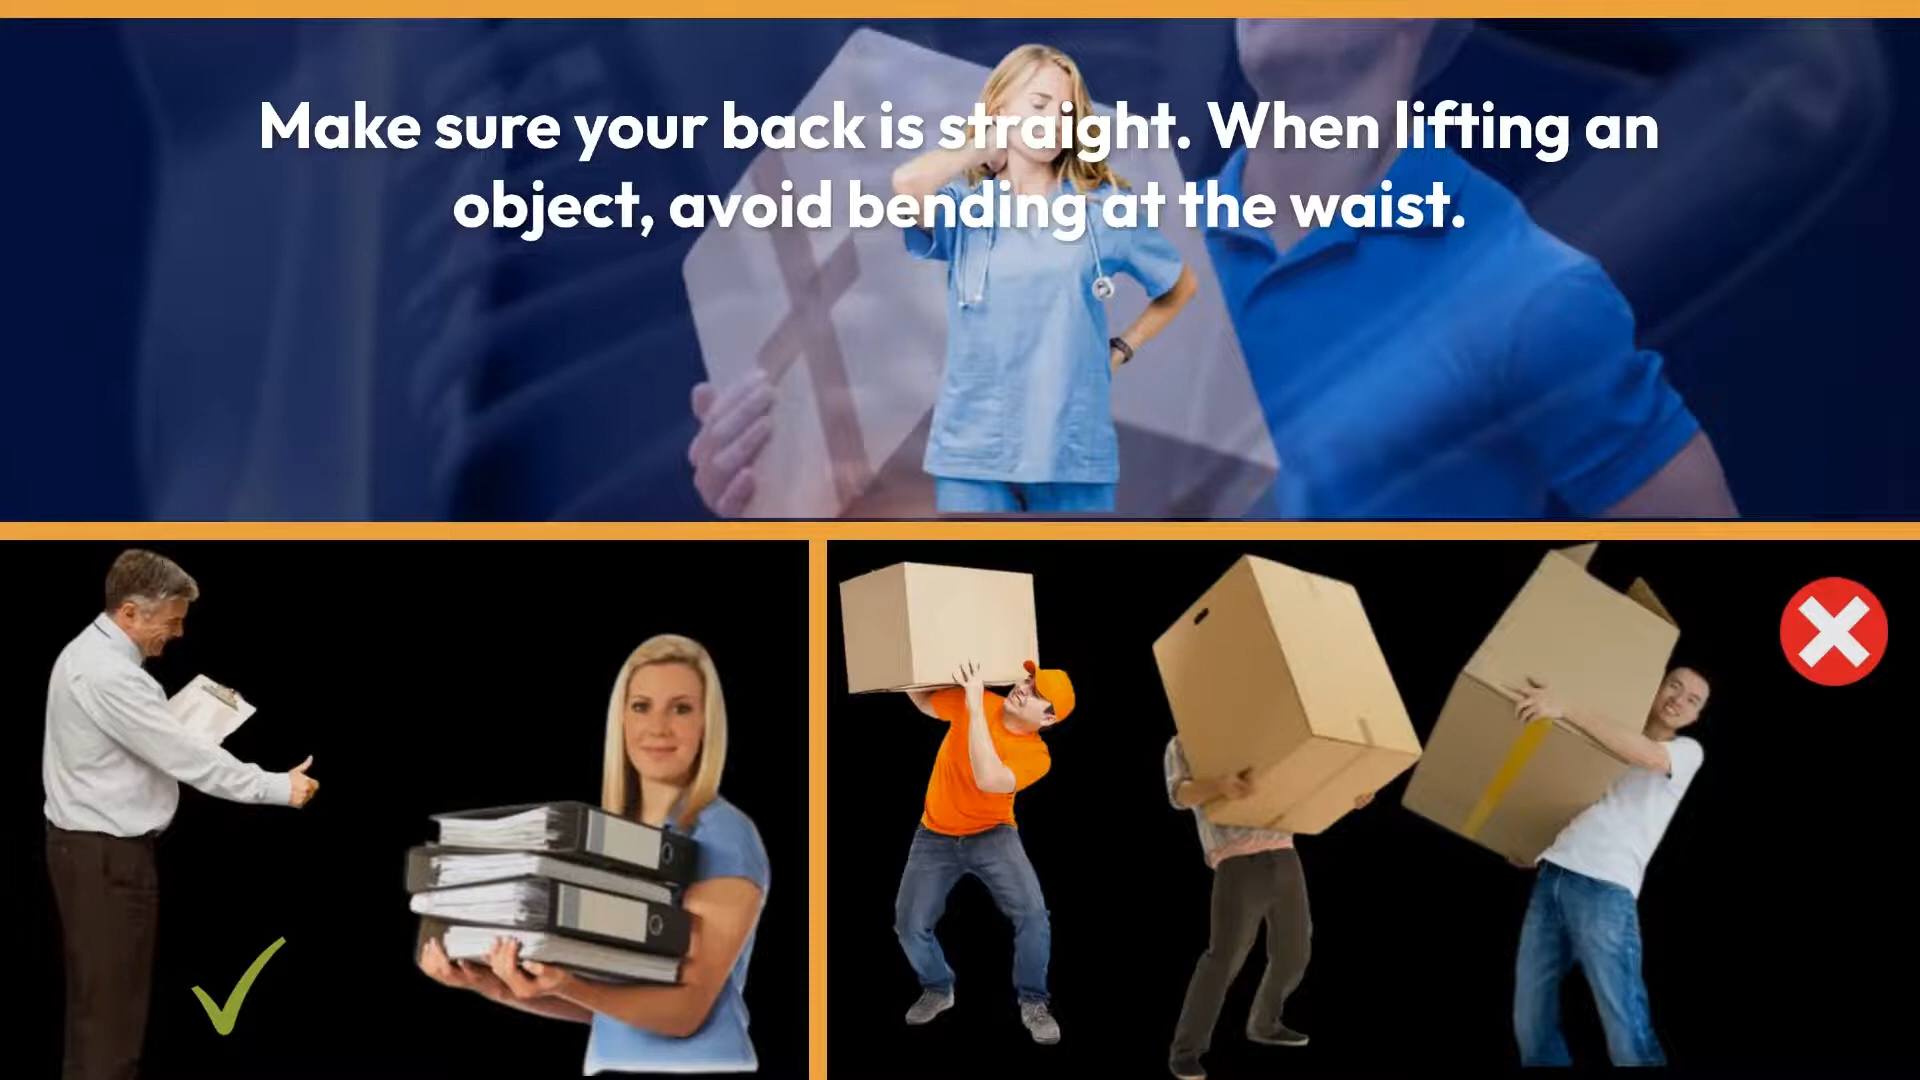 Make sure your back is straight. When lifting an
object, avoid bending at the waist.